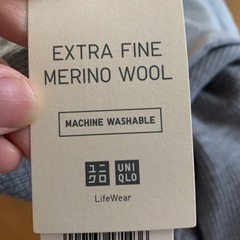 EXTRA FINE
MERINO WOOL
MACHINE WASHABLE
ユニ UNI
クロ QLO
LifeWear